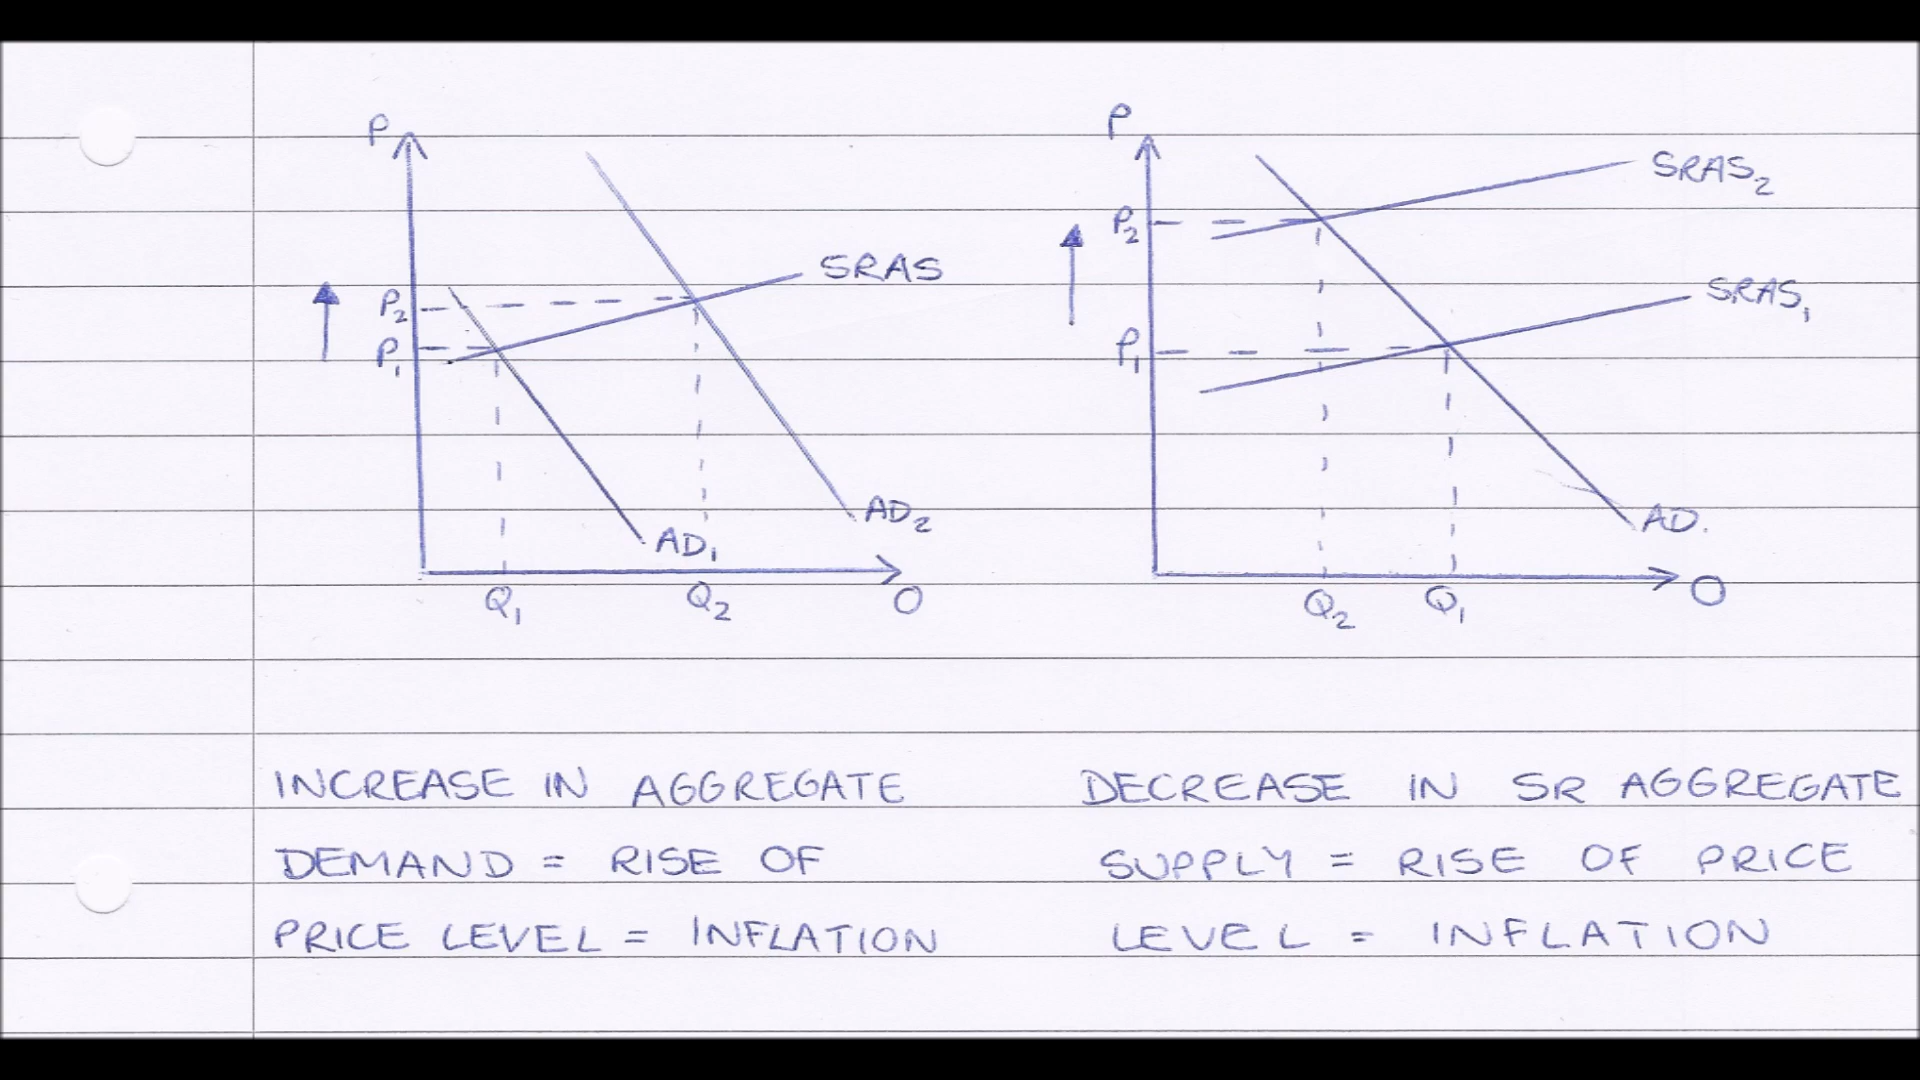 P
SRAS
P2
P1
AD1
AD2
Q1
Q2
O
P
SRAS2
P2
SRAS1
P1
AD.
Q2
Q1
O
INCREASE IN AGGREGATE
DEMAND = RISE OF
PRICE LEVEL = INFLATION
DECREASE IN SR AGGREGATE
SUPPLY = RISE OF PRICE
LEVEL = INFLATION